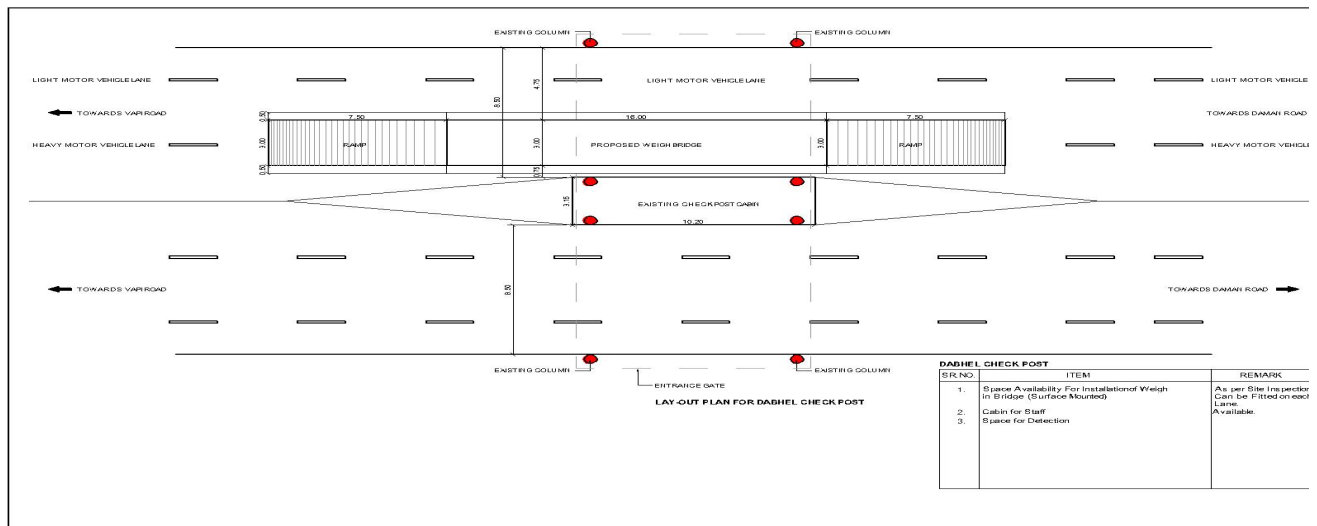 EXISTING COLUMN
EXISTING COLUMN
LIGHT MOTOR VEHICLE LANE
LIGHT MOTOR VEHICLE LANE
LIGHT MOTOR VEHICLE
4.75
8.50
TOWARDS VAPI ROAD
TOWARDS DAMAN ROAD
0.50
7.50
16.00
7.50
HEAVY MOTOR VEHICLE LANE
3.00
RAMP
3.00
PROPOSED WEIGH BRIDGE
3.00
RAMP
HEAVY MOTOR VEHICLE
0.50
0.75
3.15
EXISTING CHECK POST CABIN
10.20
8.50
TOWARDS VAPI ROAD
TOWARDS DAMAN ROAD
EXISTING COLUMN
EXISTING COLUMN
ENTRANCE GATE
LAY-OUT PLAN FOR DABHEL CHECK POST
DABHEL CHECK POST
SR.NO. ITEM REMARK
1. Space Availability For Installation of Weigh As per Site Inspection
in Bridge (Surface Mounted) Can be Fitted on each
Lane.
2. Cabin for Staff Available.
3. Space for Detection